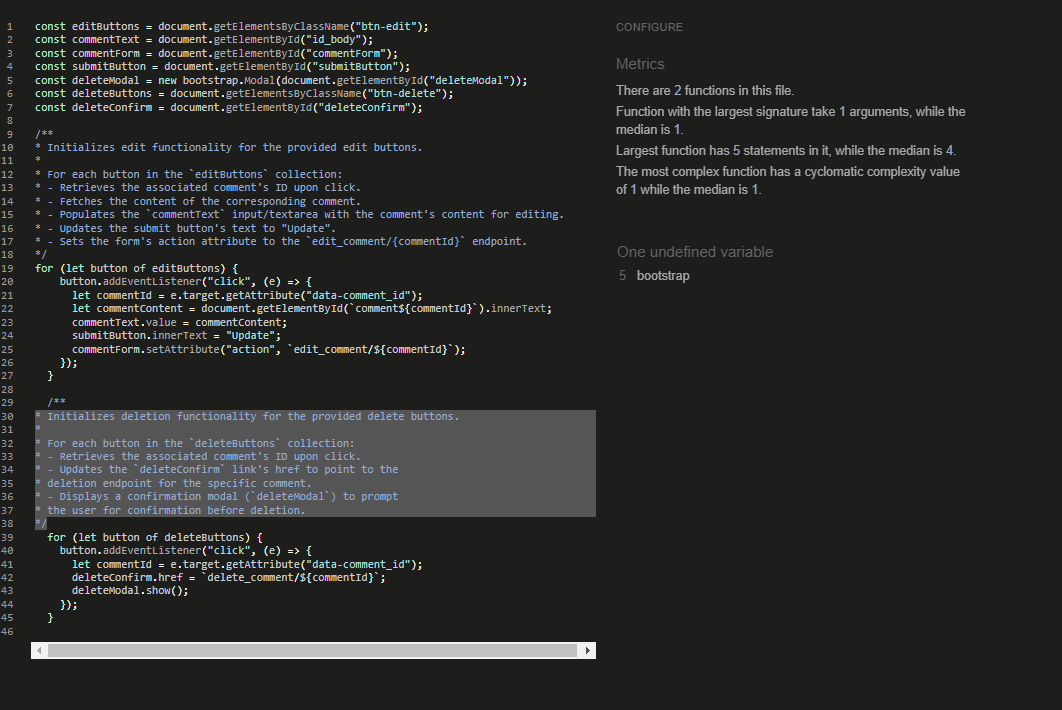 1 const editButtons = document.getElementsByClassName("btn-edit");
2 const commentText = document.getElementById("id_body");
3 const commentForm = document.getElementById("commentForm");
4 const submitButton = document.getElementById("submitButton");
5 const deleteModal = new bootstrap.Modal(document.getElementById("deleteModal"));
6 const deleteButtons = document.getElementsByClassName("btn-delete");
7 const deleteConfirm = document.getElementById("deleteConfirm");
8
9 /**
10 * Initializes edit functionality for the provided edit buttons.
11 *
12 * For each button in the `editButtons` collection:
13 * - Retrieves the associated comment's ID upon click.
14 * - Fetches the content of the corresponding comment.
15 * - Populates the `commentText` input/textarea with the comment's content for editing.
16 * - Updates the submit button's text to "Update".
17 * - Sets the form's action attribute to the `edit_comment/{commentId}` endpoint.
18 */
19 for (let button of editButtons) {
20 button.addEventListener("click", (e) => {
21 let commentId = e.target.getAttribute("data-comment_id");
22 let commentContent = document.getElementById(`comment${commentId}`).innerText;
23 commentText.value = commentContent;
24 submitButton.innerText = "Update";
25 commentForm.setAttribute("action", `edit_comment/${commentId}`);
26 });
27 }
28
29 /**
30 * Initializes deletion functionality for the provided delete buttons.
31 *
32 * For each button in the `deleteButtons` collection:
33 * - Retrieves the associated comment's ID upon click.
34 * - Updates the `deleteConfirm` link's href to point to the
35 * deletion endpoint for the specific comment.
36 * - Displays a confirmation modal (`deleteModal`) to prompt
37 * the user for confirmation before deletion.
38 */
39 for (let button of deleteButtons) {
40 button.addEventListener("click", (e) => {
41 let commentId = e.target.getAttribute("data-comment_id");
42 deleteConfirm.href = `delete_comment/${commentId}`;
43 deleteModal.show();
44 });
45 }
46
CONFIGURE
Metrics
There are 2 functions in this file.
Function with the largest signature take 1 arguments, while the
median is 1.
Largest function has 5 statements in it, while the median is 4.
The most complex function has a cyclomatic complexity value
of 1 while the median is 1.
One undefined variable
5 bootstrap